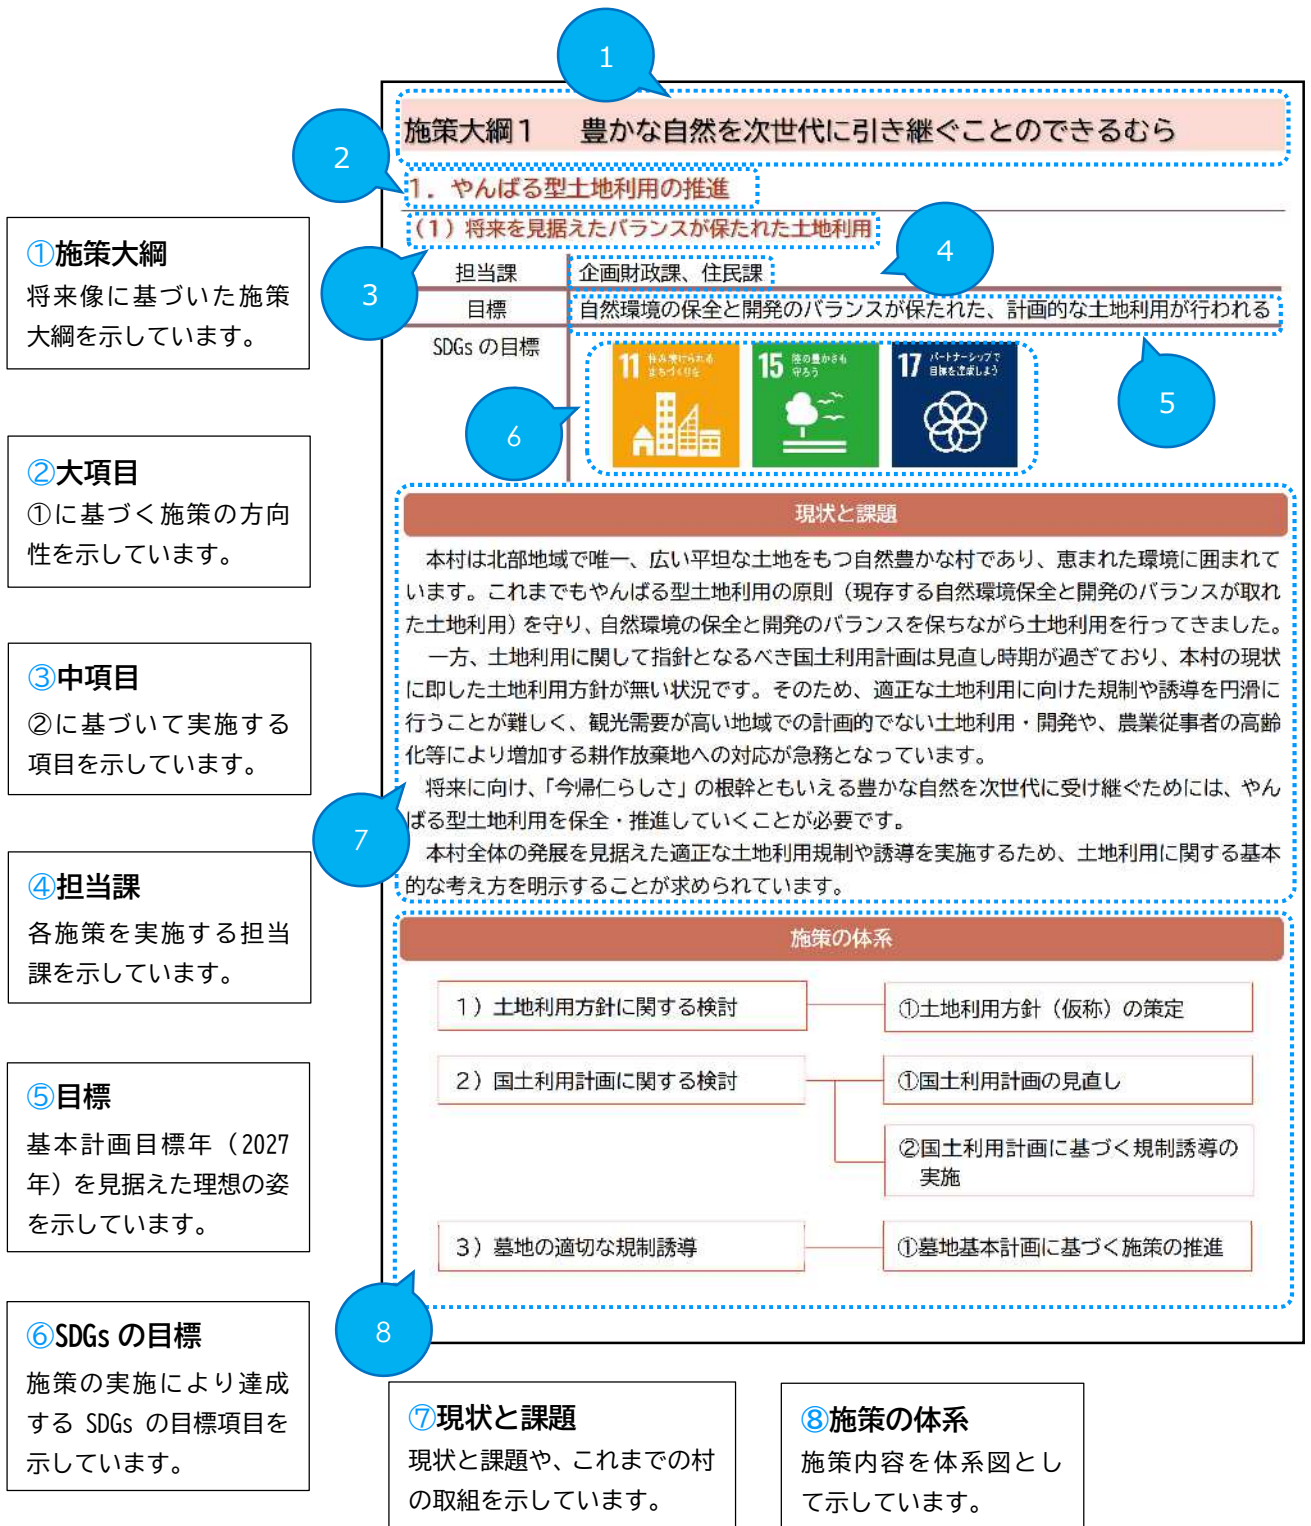 1
施策大綱1　豊かな自然を次世代に引き継ぐことのできるむら
2
1．やんばる型土地利用の推進
（1）将来を見据えたバランスが保たれた土地利用
3
4
担当課　企画財政課、住民課
目標　自然環境の保全と開発のバランスが保たれた、計画的な土地利用が行われる
5
SDGs の目標
6
11 住み続けられる
まちづくりを
15 陸の豊かさも
守ろう
17 パートナーシップで
目標を達成しよう
現状と課題
本村は北部地域で唯一、広い平坦な土地をもつ自然豊かな村であり、恵まれた環境に囲まれて
います。これまでもやんばる型土地利用の原則（現存する自然環境保全と開発のバランスが取れ
た土地利用）を守り、自然環境の保全と開発のバランスを保ちながら土地利用を行ってきました。
一方、土地利用に関して指針となるべき国土利用計画は見直し時期が過ぎており、本村の現状
に即した土地利用方針が無い状況です。そのため、適正な土地利用に向けた規制や誘導を円滑に
行うことが難しく、観光需要が高い地域での計画的でない土地利用・開発や、農業従事者の高齢
化等により増加する耕作放棄地への対応が急務となっています。
将来に向け、「今帰仁らしさ」の根幹ともいえる豊かな自然を次世代に受け継ぐためには、やん
ばる型土地利用を保全・推進していくことが必要です。
本村全体の発展を見据えた適正な土地利用規制や誘導を実施するため、土地利用に関する基本
的な考え方を明示することが求められています。
7
施策の体系
1）土地利用方針に関する検討
①土地利用方針（仮称）の策定
2）国土利用計画に関する検討
①国土利用計画の見直し
②国土利用計画に基づく規制誘導の
実施
3）墓地の適切な規制誘導
①墓地基本計画に基づく施策の推進
8
①施策大綱
将来像に基づいた施策
大綱を示しています。
②大項目
①に基づく施策の方向
性を示しています。
③中項目
②に基づいて実施する
項目を示しています。
④担当課
各施策を実施する担当
課を示しています。
⑤目標
基本計画目標年（2027
年）を見据えた理想の姿
を示しています。
⑥SDGs の目標
施策の実施により達成
する SDGs の目標項目を
示しています。
⑦現状と課題
現状と課題や、これまでの村
の取組を示しています。
⑧施策の体系
施策内容を体系図とし
て示しています。